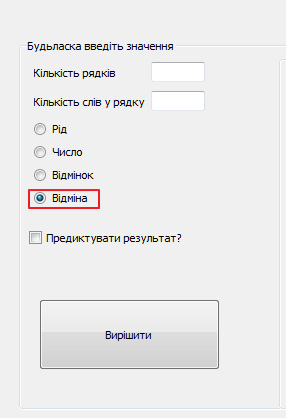 Будьласка введіть значення
Кількість рядків
Кількість слів у рядку
Рід
Число
Відмінок
Відміна
Предиктувати результат?
Вирішити